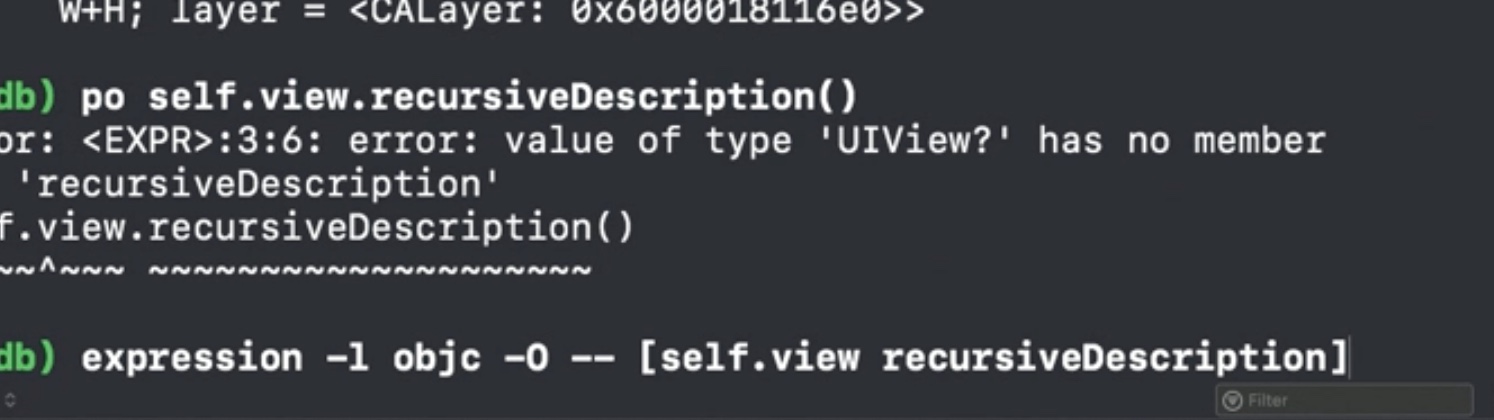 W+H; layer = <CALayer: 0x6000018116e0>>
db) po self.view.recursiveDescription()
or: <EXPR>:3:6: error: value of type 'UIView?' has no member
'recursiveDescription'
f.view.recursiveDescription()
~~^~~~ ~~~~~~~~~~~~~~~~~~~~
db) expression -l objc -O -- [self.view recursiveDescription]
Filter